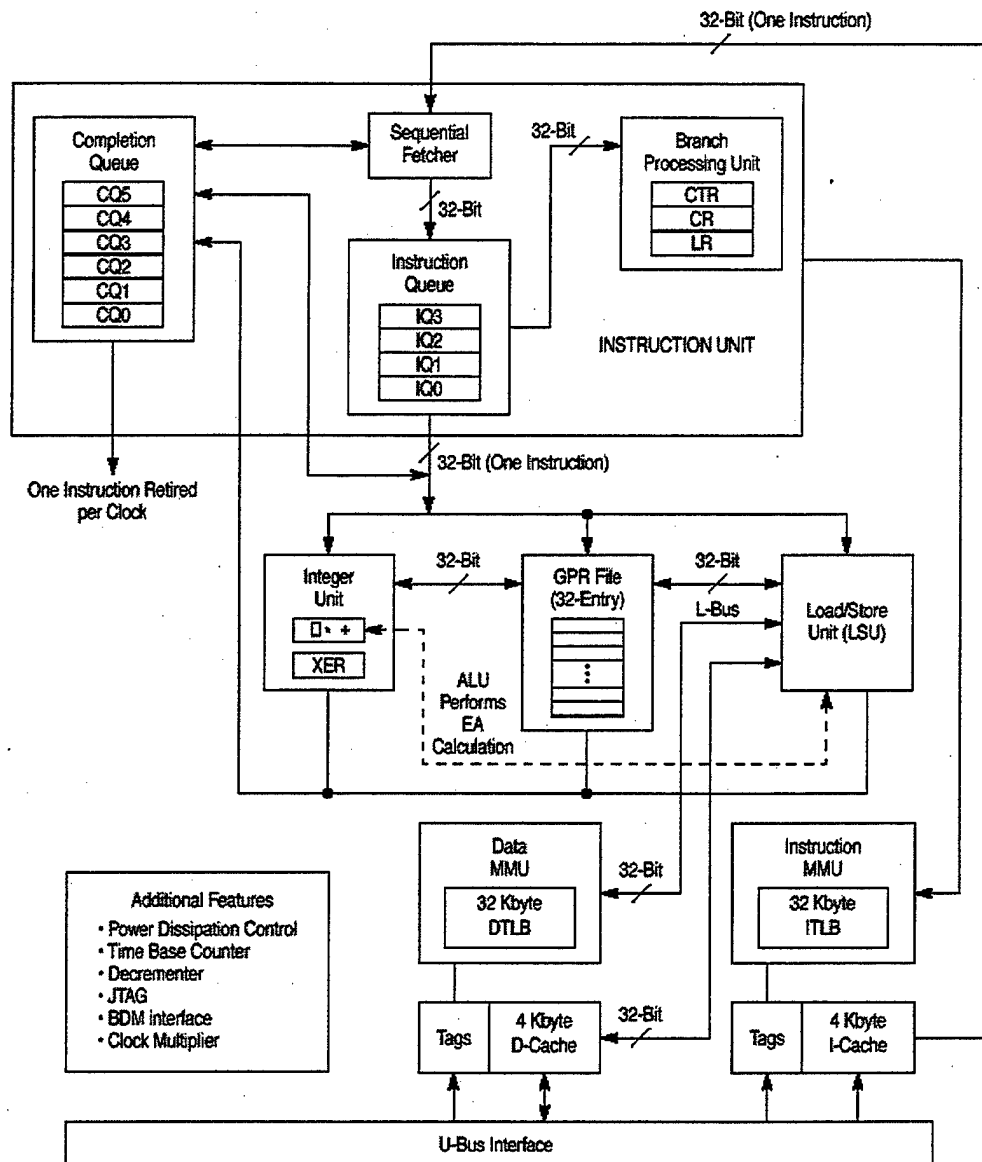 32-Bit (One Instruction)
Completion
Queue
CQ5
CQ4
CQ3
CQ2
CQ1
CQ0
Sequential
Fetcher
32-Bit
Instruction
Queue
IQ3
IQ2
IQ1
IQ0
32-Bit
Branch
Processing Unit
CTR
CR
LR
INSTRUCTION UNIT
One Instruction Retired
per Clock
32-Bit (One Instruction)
Integer
Unit
* +
XER
32-Bit
GPR File
(32-Entry)
32-Bit
L-Bus
Load/Store
Unit (LSU)
ALU
Performs
EA
Calculation
Data
MMU
32 Kbyte
DTLB
32-Bit
Instruction
MMU
32 Kbyte
ITLB
Additional Features
• Power Dissipation Control
• Time Base Counter
• Decrementer
• JTAG
• BDM Interface
• Clock Multiplier
Tags
4 Kbyte
D-Cache
32-Bit
Tags
4 Kbyte
I-Cache
U-Bus Interface